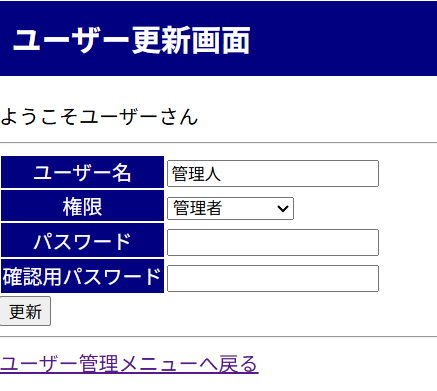 ユーザー更新画面
ようこそユーザーさん
ユーザー名 管理人
権限 管理者
パスワード
確認用パスワード
更新
ユーザー管理メニューへ戻る